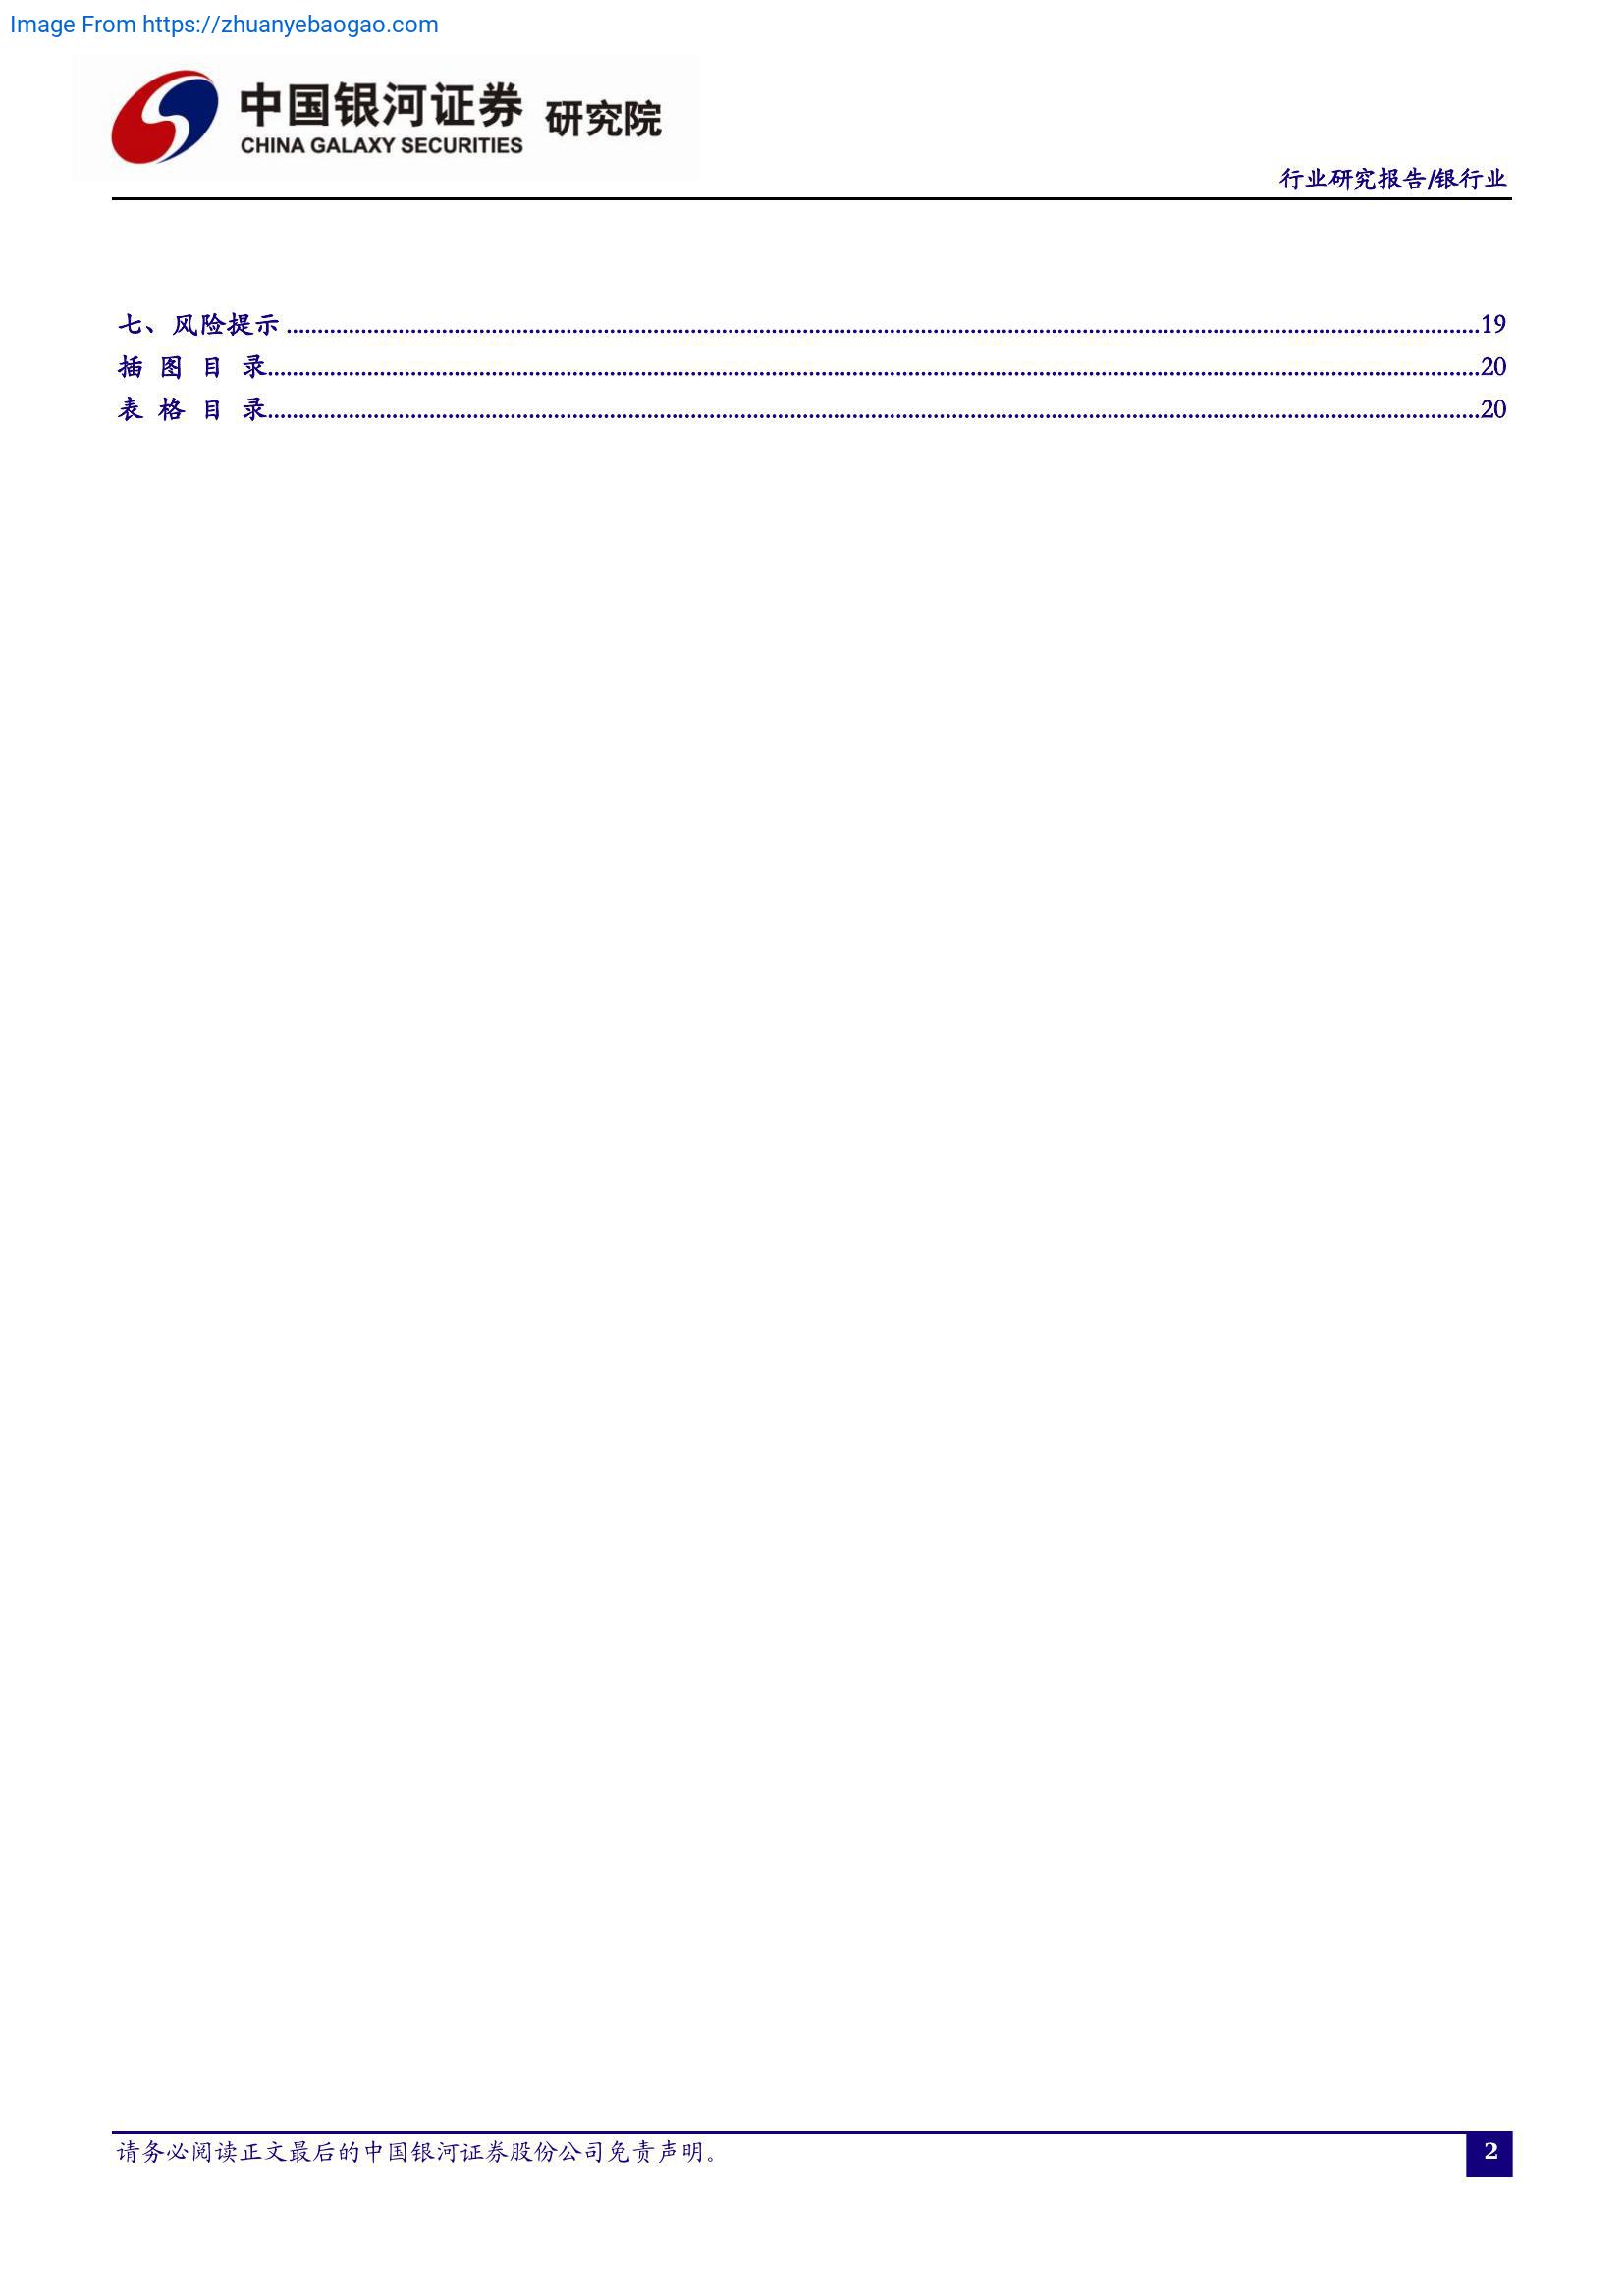 Image From https://zhuanyebaogao.com
中国银河证券 研究院
CHINA GALAXY SECURITIES
行业研究报告/银行业
七、风险提示 ........................................................................................................................ 19
插 图 目 录........................................................................................................................ 20
表 格 目 录........................................................................................................................ 20
请务必阅读正文最后的中国银河证券股份公司免责声明。
2